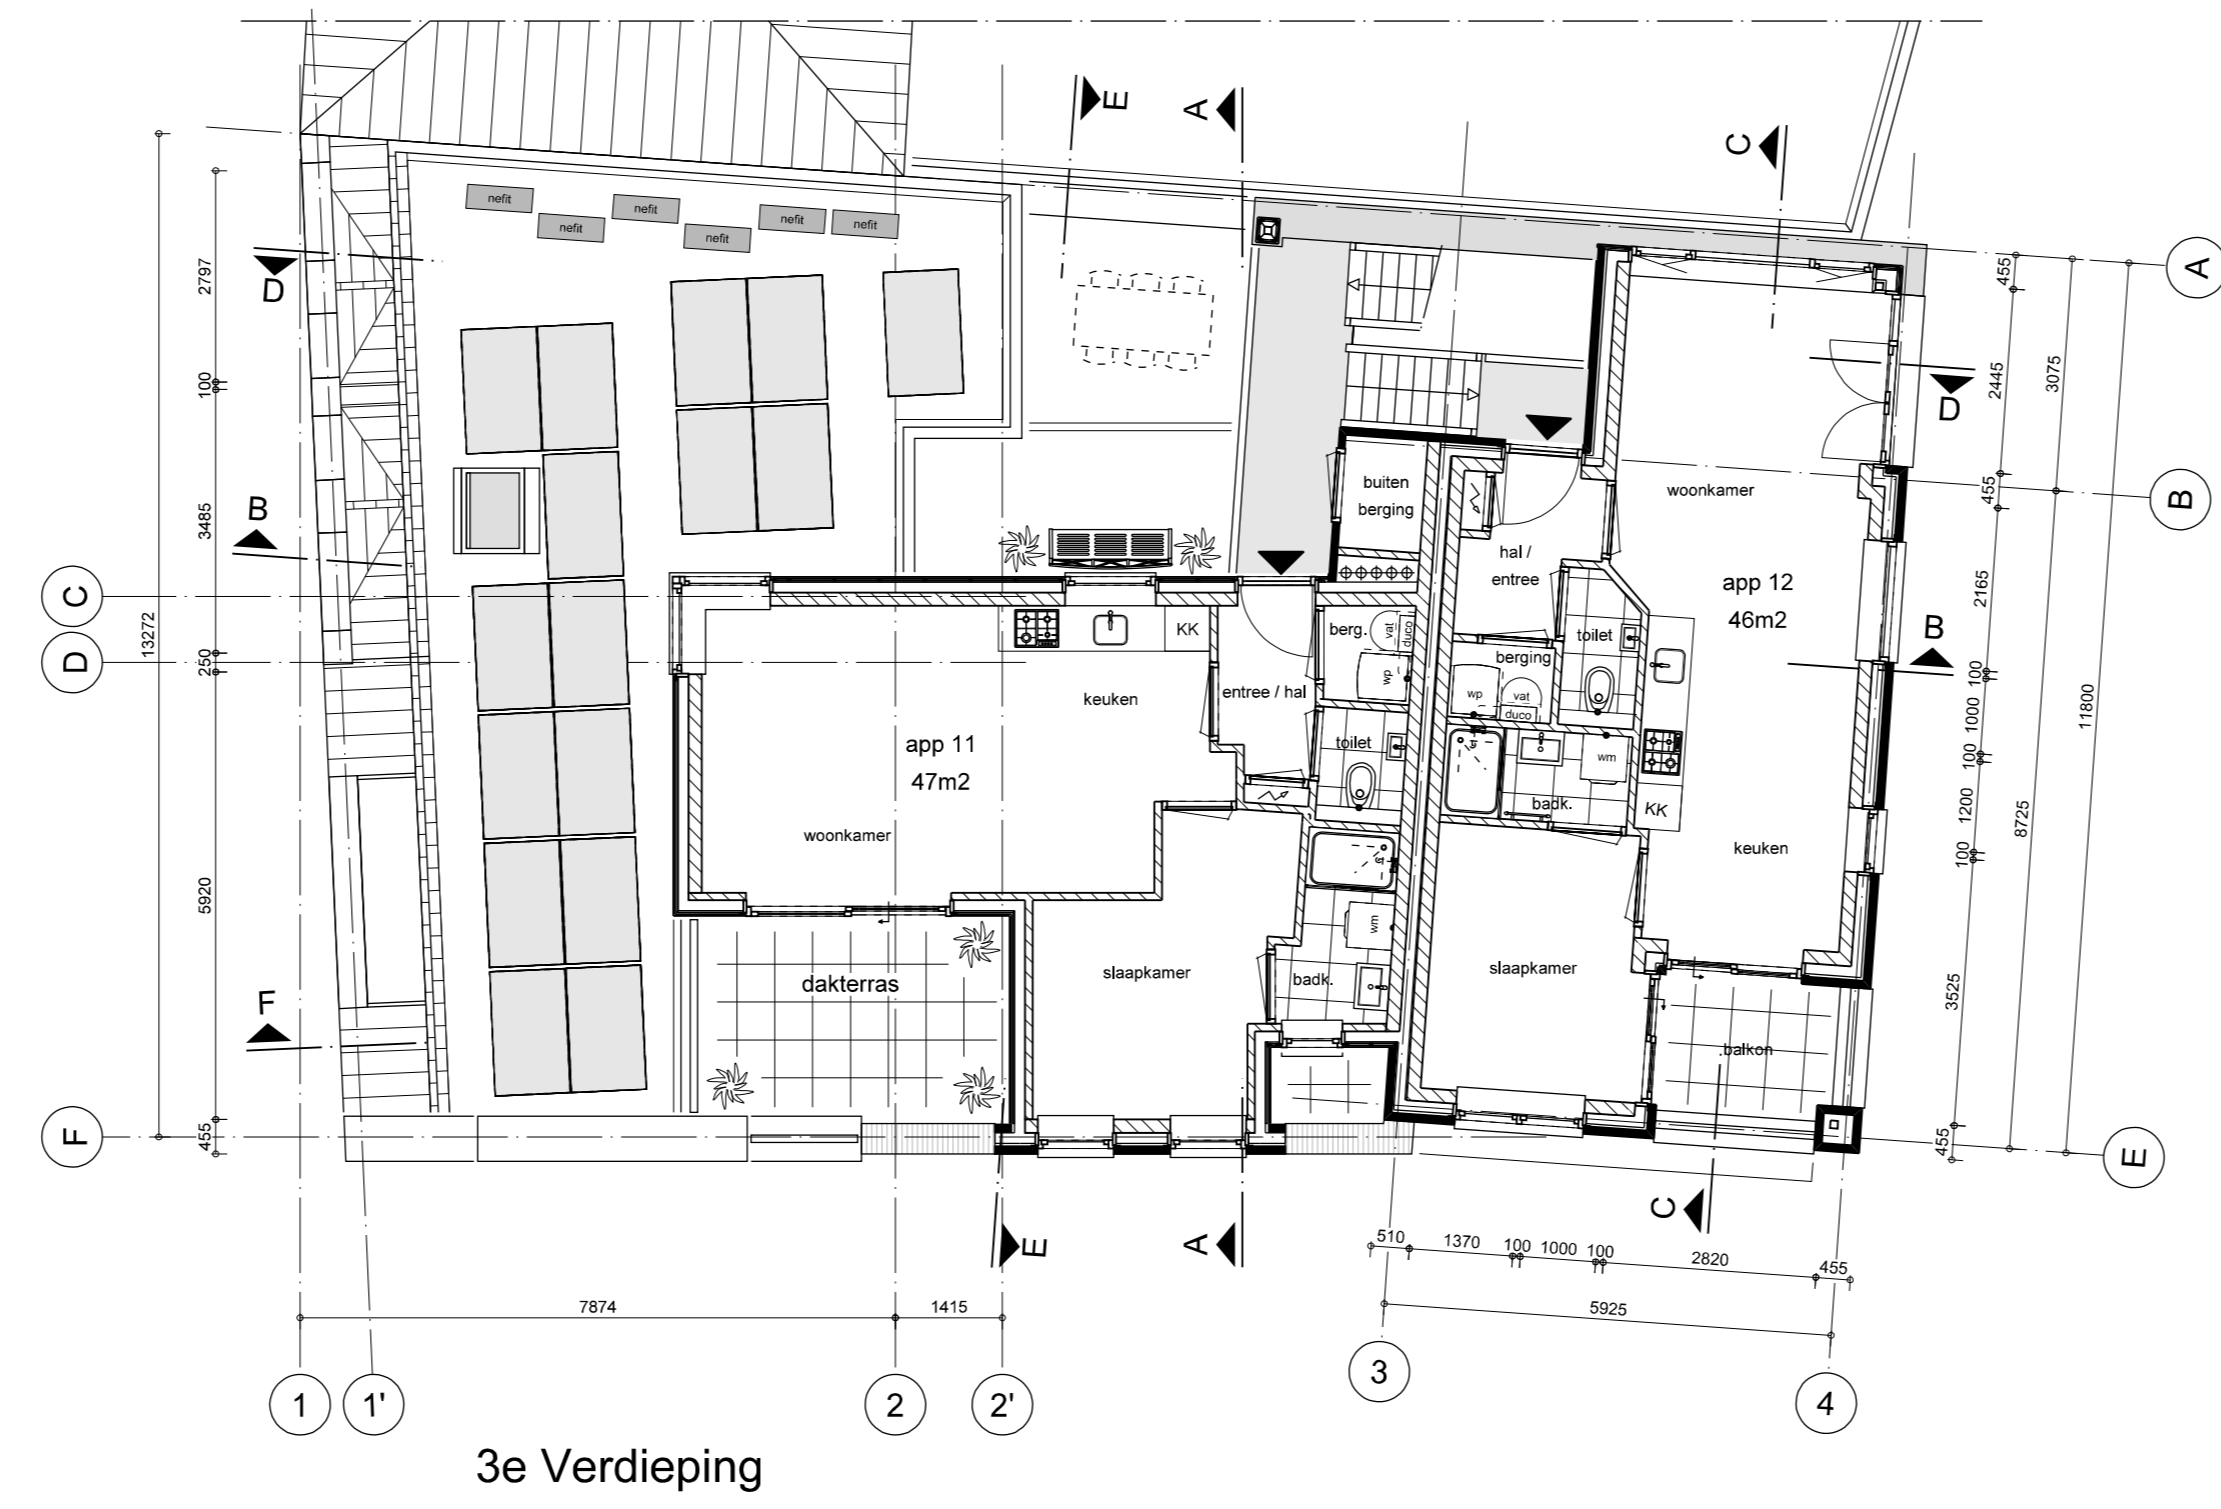 E
A
C
nefit
nefit
nefit
nefit
nefit
nefit
D
A
455
2797
100
3485
250
5920
455
13272
B
F
C
D
F
2445
3075
D
455
B
2165
B
100
1000
100
1200
100
8725
11800
3525
455
E
buiten
berging
woonkamer
hal /
entree
app 12
46m2
toilet
berging
wp
vat
duco
wm
badk.
KK
keuken
slaapkamer
balkon
KK
berg.
vat
duco
wp
keuken
entree / hal
app 11
47m2
toilet
woonkamer
wm
slaapkamer
badk.
dakterras
E
A
C
510
1370
100
1000
100
2820
455
5925
7874
1415
1
1'
2
2'
3
4
3e Verdieping